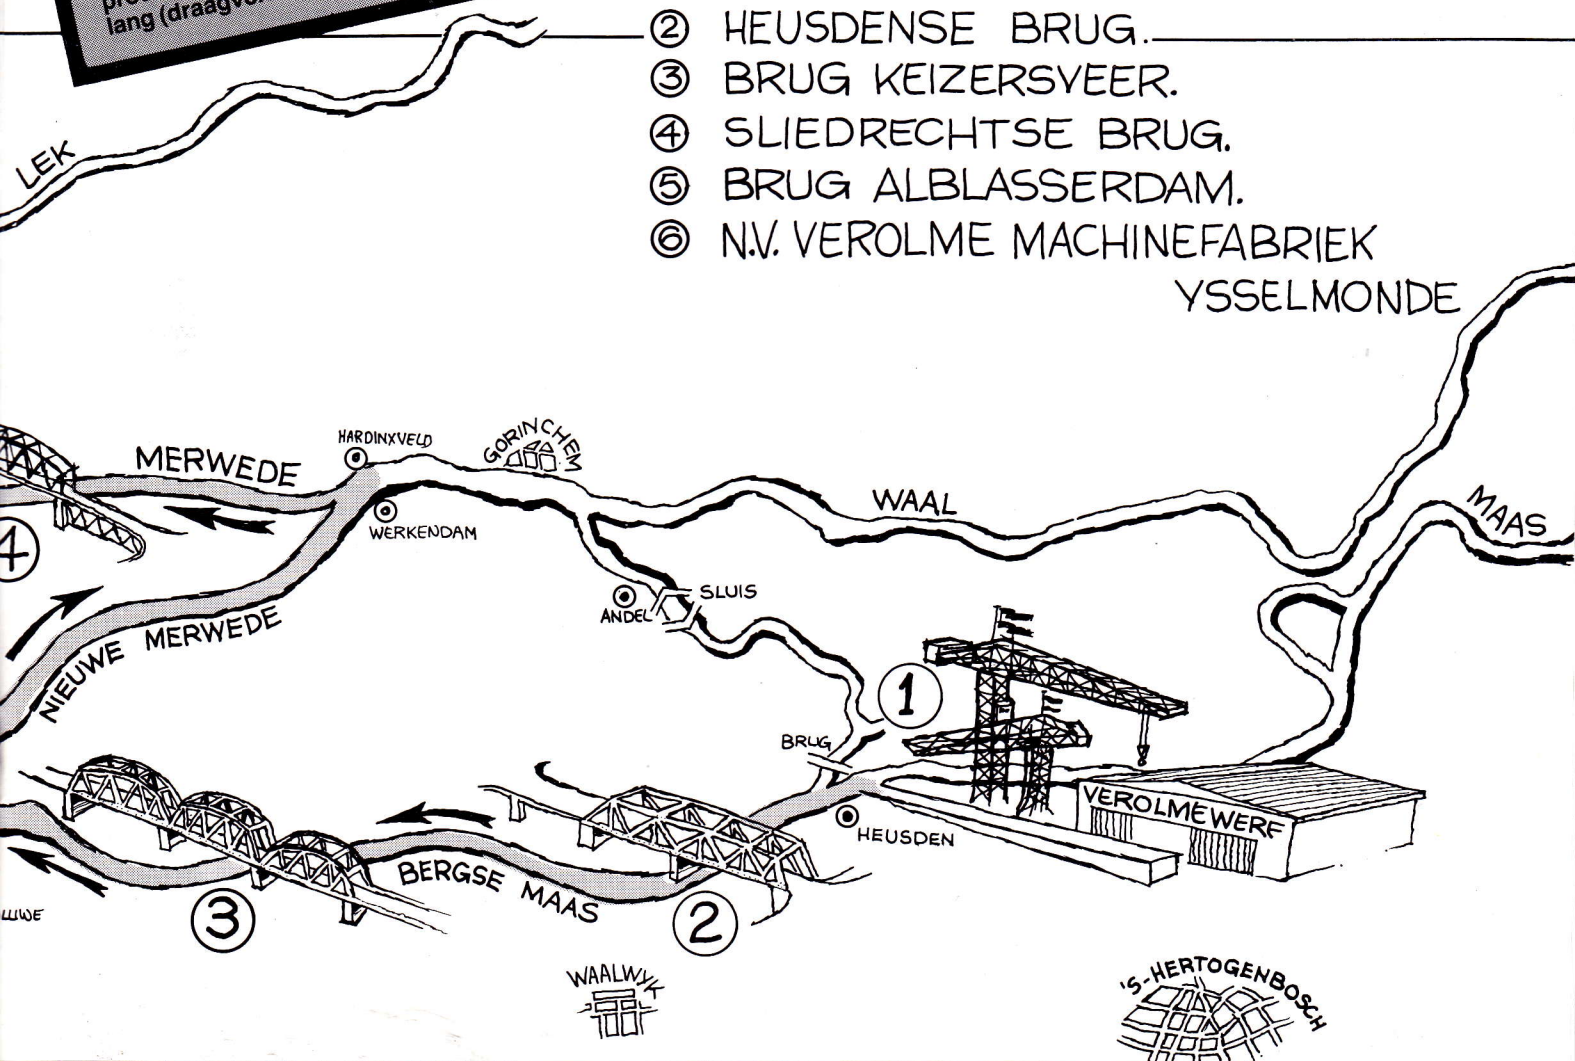 lang (draagver
② HEUSDENSE BRUG.
③ BRUG KEIZERSVEER.
④ SLIEDRECHTSE BRUG.
⑤ BRUG ALBLASSERDAM.
⑥ N.V. VEROLME MACHINEFABRIEK
YSSELMONDE
LEK
MERWEDE
HARDINXVELD
GORINCHEM
WAAL
MAAS
WERKENDAM
4
ANDEL
SLUIS
NIEUWE MERWEDE
1
BRUG
VEROLMEWERF
HEUSDEN
BERGSE MAAS
3
2
WAALWYK
'S-HERTOGENBOSCH